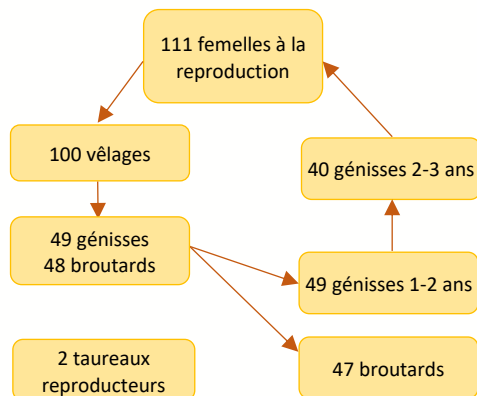 111 femelles à la
reproduction
100 vêlages
40 génisses 2-3 ans
49 génisses
48 broutards
49 génisses 1-2 ans
2 taureaux
reproducteurs
47 broutards